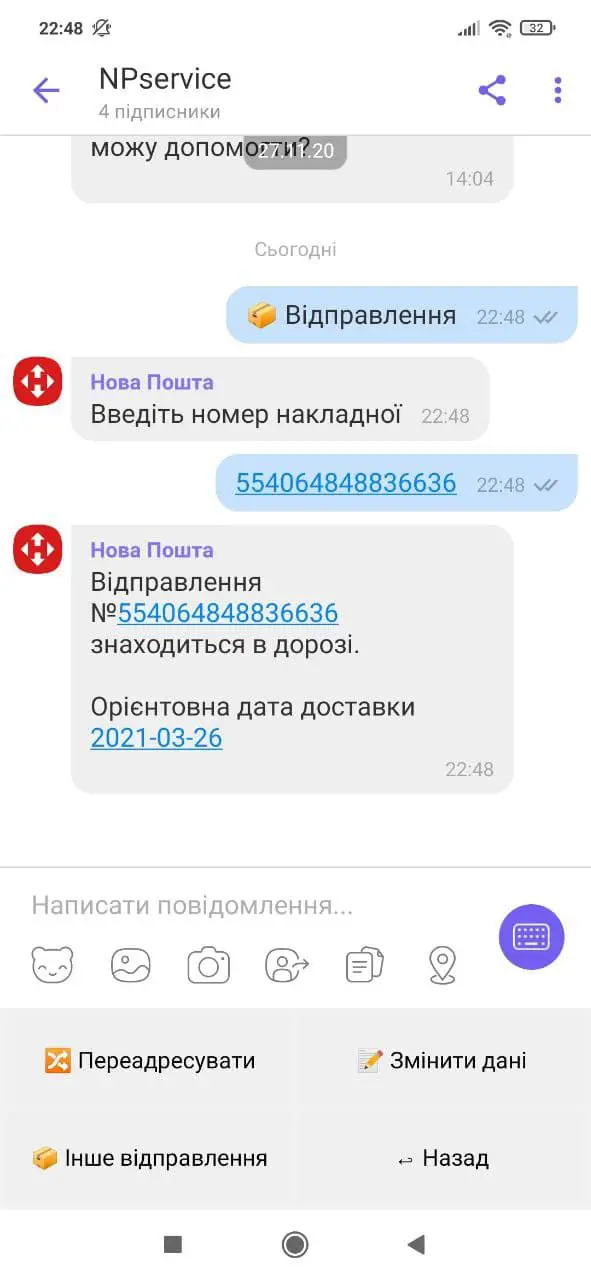 22:48
32
NPservice
4 підписники
можу допомогти?
27.11.20
14:04
Сьогодні
📦 Відправлення 22:48
Нова Пошта
Введіть номер накладної 22:48
554064848836636 22:48
Нова Пошта
Відправлення
№554064848836636
знаходиться в дорозі.
Орієнтовна дата доставки
2021-03-26
22:48
Написати повідомлення...
🔀 Переадресувати
📝 Змінити дані
📦 Інше відправлення
↩ Назад